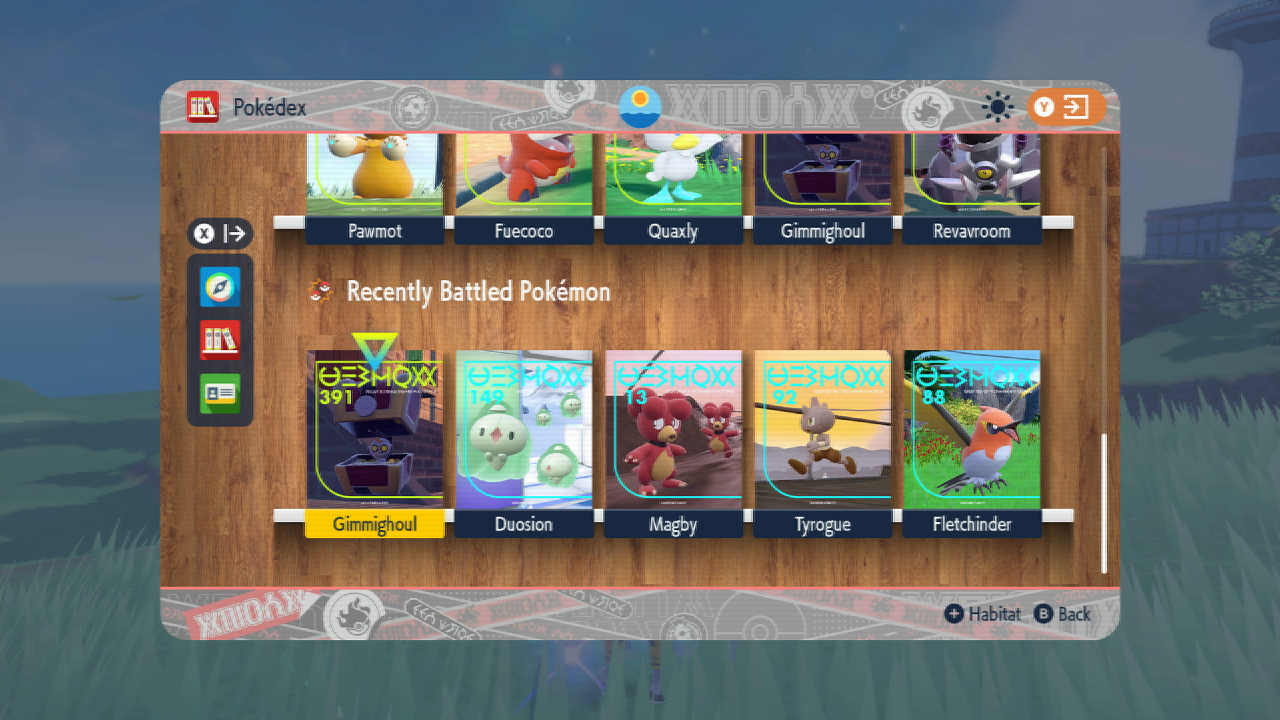 Pokédex
Y
X
Pawmot
Fuecoco
Quaxly
Gimmighoul
Revavroom
Recently Battled Pokémon
391
149
13
92
88
Gimmighoul
Duosion
Magby
Tyrogue
Fletchinder
+ Habitat B Back